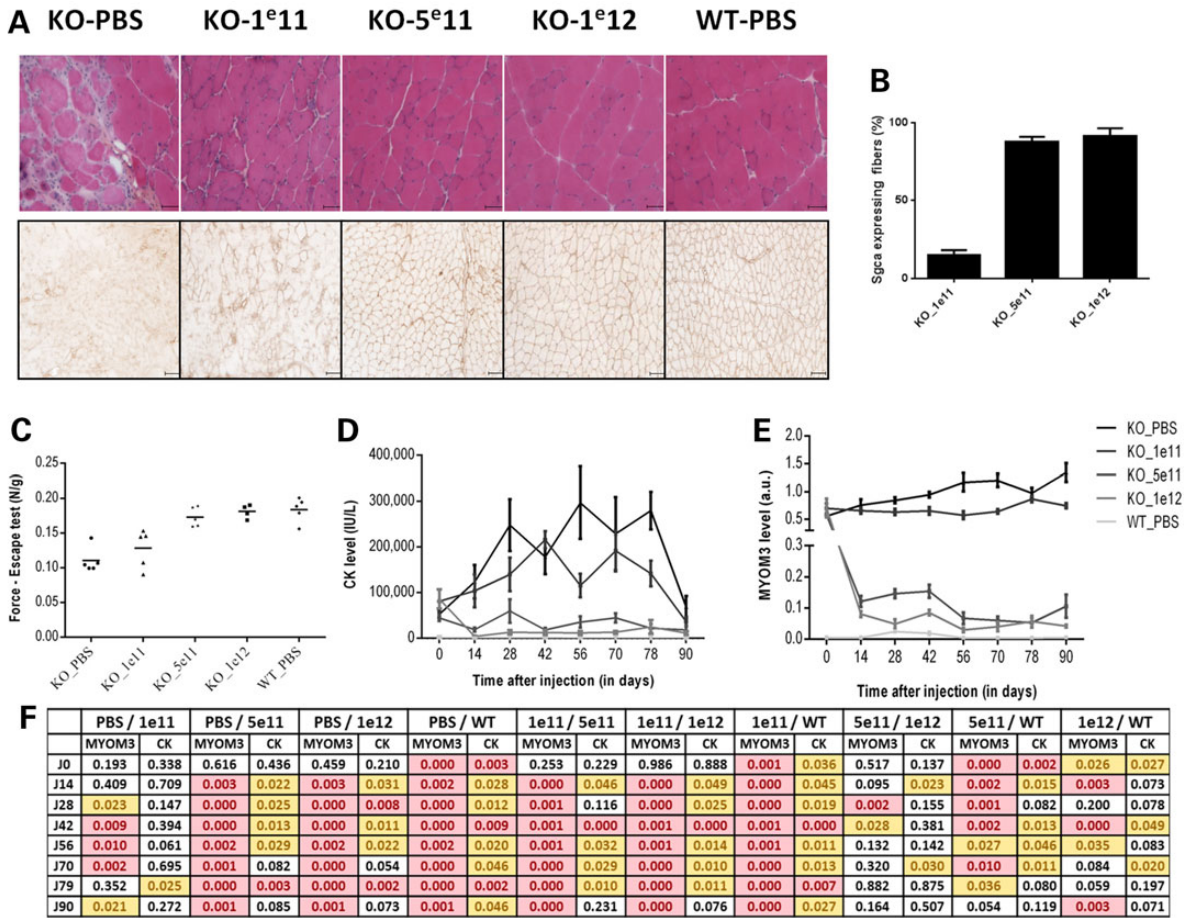 A
KO-PBS KO-1e11 KO-5e11 KO-1e12 WT-PBS
B
Sgca expressing fibers (%)
100
50
0
KO_1e11 KO_5e11 KO_1e12
C
Force - Escape test (N/g)
0.25
0.20
0.15
0.10
0.05
0.00
KO_PBS KO_1e11 KO_5e11 KO_1e12 WT_PBS
D
CK level (IU/L)
400,000
300,000
200,000
100,000
0
0 14 28 42 56 70 78 90
Time after injection (in days)
E
MYOM3 level (a.u.)
2.0
1.5
1.0
0.5
0.3
0.2
0.1
0.0
0 14 28 42 56 70 78 90
Time after injection (in days)
KO_PBS
KO_1e11
KO_5e11
KO_1e12
WT_PBS
F
PBS / 1e11 PBS / 5e11 PBS / 1e12 PBS / WT 1e11 / 5e11 1e11 / 1e12 1e11 / WT 5e11 / 1e12 5e11 / WT 1e12 / WT
MYOM3 CK MYOM3 CK MYOM3 CK MYOM3 CK MYOM3 CK MYOM3 CK MYOM3 CK MYOM3 CK MYOM3 CK MYOM3 CK
J0 0.193 0.338 0.616 0.436 0.459 0.210 0.000 0.003 0.253 0.229 0.986 0.888 0.001 0.036 0.517 0.137 0.000 0.002 0.026 0.027
J14 0.409 0.709 0.003 0.022 0.003 0.031 0.002 0.028 0.000 0.046 0.000 0.049 0.000 0.045 0.095 0.023 0.002 0.015 0.003 0.073
J28 0.023 0.147 0.000 0.025 0.000 0.008 0.000 0.012 0.001 0.116 0.000 0.025 0.000 0.019 0.002 0.155 0.001 0.082 0.200 0.078
J42 0.009 0.394 0.000 0.013 0.000 0.011 0.000 0.009 0.001 0.000 0.000 0.000 0.001 0.000 0.028 0.381 0.002 0.013 0.000 0.049
J56 0.010 0.061 0.002 0.029 0.002 0.022 0.002 0.020 0.001 0.032 0.001 0.014 0.001 0.011 0.132 0.142 0.027 0.046 0.035 0.083
J70 0.002 0.695 0.001 0.082 0.000 0.054 0.000 0.046 0.000 0.029 0.000 0.010 0.000 0.013 0.320 0.030 0.010 0.011 0.084 0.020
J79 0.352 0.025 0.000 0.003 0.000 0.002 0.000 0.002 0.000 0.010 0.000 0.011 0.000 0.007 0.882 0.875 0.036 0.080 0.059 0.197
J90 0.021 0.272 0.001 0.085 0.001 0.073 0.001 0.046 0.000 0.231 0.000 0.076 0.000 0.027 0.164 0.507 0.054 0.119 0.003 0.071